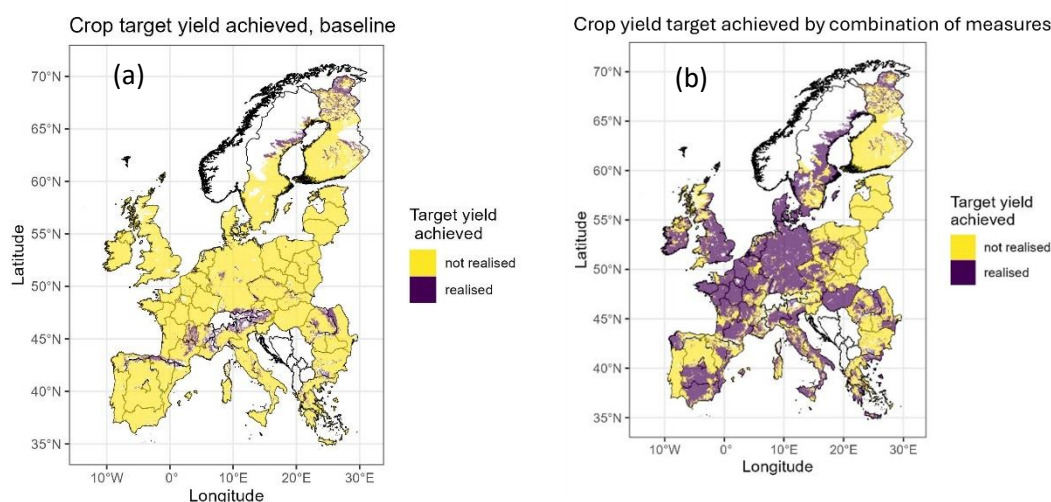 Crop target yield achieved, baseline
(a)
70°N
65°N
60°N
55°N
50°N
45°N
40°N
35°N
Latitude
10°W 0° 10°E 20°E 30°E
Longitude
Target yield
achieved
not realised
realised
Crop yield target achieved by combination of measures
(b)
70°N
65°N
60°N
55°N
50°N
45°N
40°N
35°N
Latitude
10°W 0° 10°E 20°E 30°E
Longitude
Target yield
achieved
not realised
realised